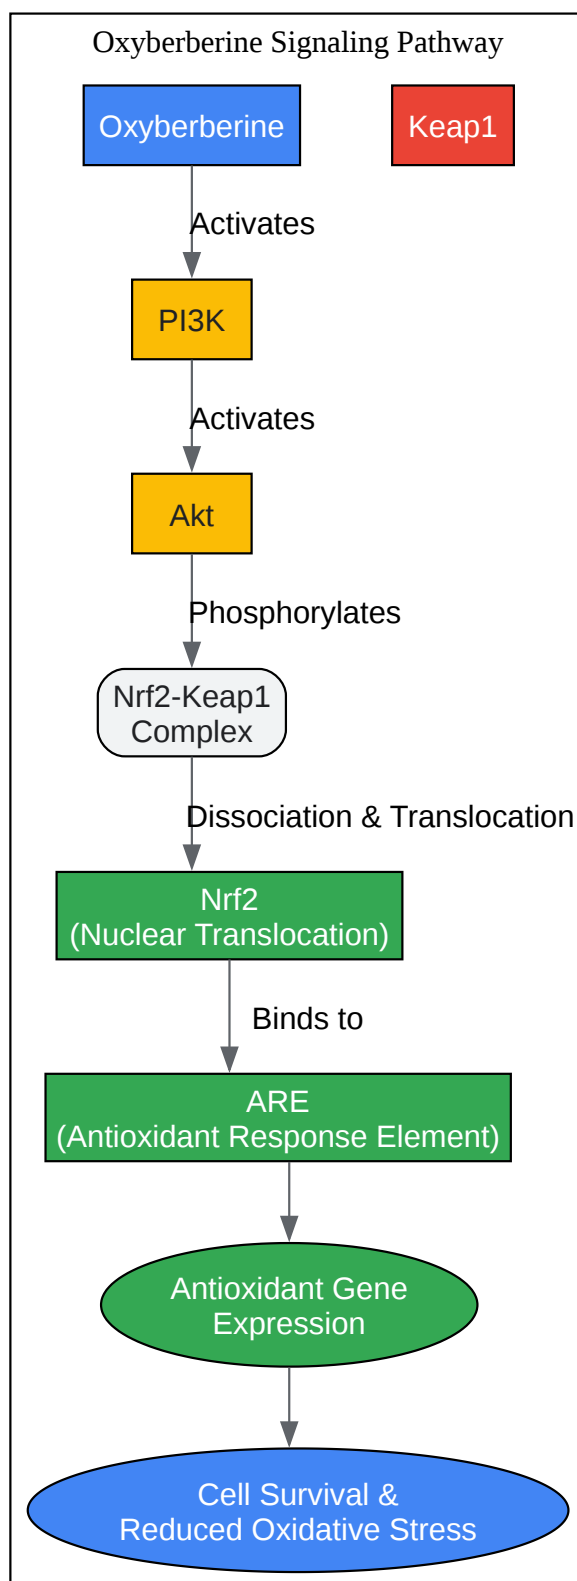 Oxyberberine Signaling Pathway
Oxyberberine
Keap1
Activates
PI3K
Activates
Akt
Phosphorylates
Nrf2-Keap1
Complex
Dissociation & Translocation
Nrf2
(Nuclear Translocation)
Binds to
ARE
(Antioxidant Response Element)
Antioxidant Gene
Expression
Cell Survival &
Reduced Oxidative Stress